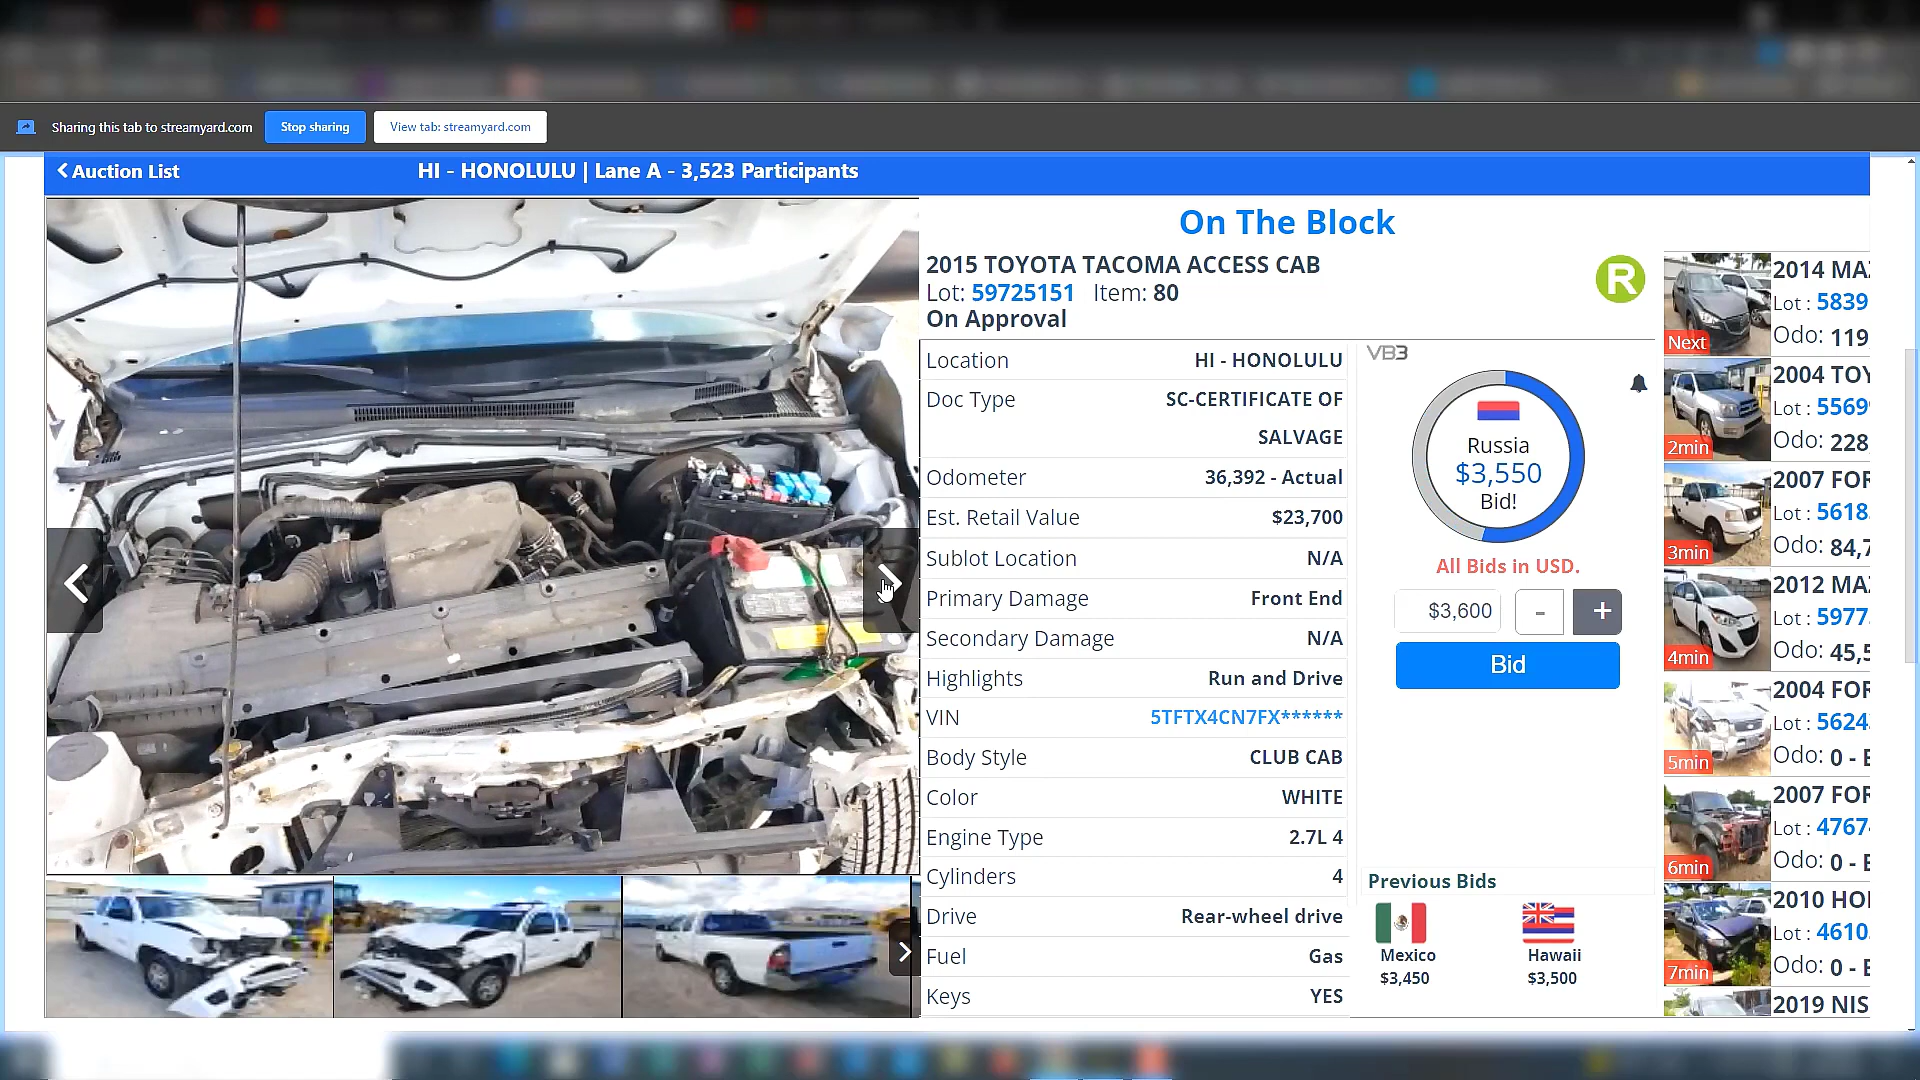 Sharing this tab to streamyard.com
Stop sharing
View tab: streamyard.com
Auction List
HI - HONOLULU | Lane A - 3,523 Participants
On The Block
2015 TOYOTA TACOMA ACCESS CAB
Lot: 59725151 Item: 80
On Approval
R
Location HI - HONOLULU
Doc Type SC-CERTIFICATE OF
SALVAGE
Odometer 36,392 - Actual
Est. Retail Value $23,700
Sublot Location N/A
Primary Damage Front End
Secondary Damage N/A
Highlights Run and Drive
VIN 5TFTX4CN7FX******
Body Style CLUB CAB
Color WHITE
Engine Type 2.7L 4
Cylinders 4
Drive Rear-wheel drive
Fuel Gas
Keys YES
VB3
Russia
$3,550
Bid!
All Bids in USD.
$3,600 - +
Bid
Previous Bids
Mexico
$3,450
Hawaii
$3,500
2014 MAZ
Lot : 5839
Odo: 119
Next
2004 TOY
Lot : 5569
Odo: 228
2min
2007 FOR
Lot : 5618
Odo: 84,7
3min
2012 MAZ
Lot : 5977
Odo: 45,5
4min
2004 FOR
Lot : 5624
Odo: 0 - E
5min
2007 FOR
Lot : 4767
Odo: 0 - E
6min
2010 HO
Lot : 4610
Odo: 0 - E
7min
2019 NIS